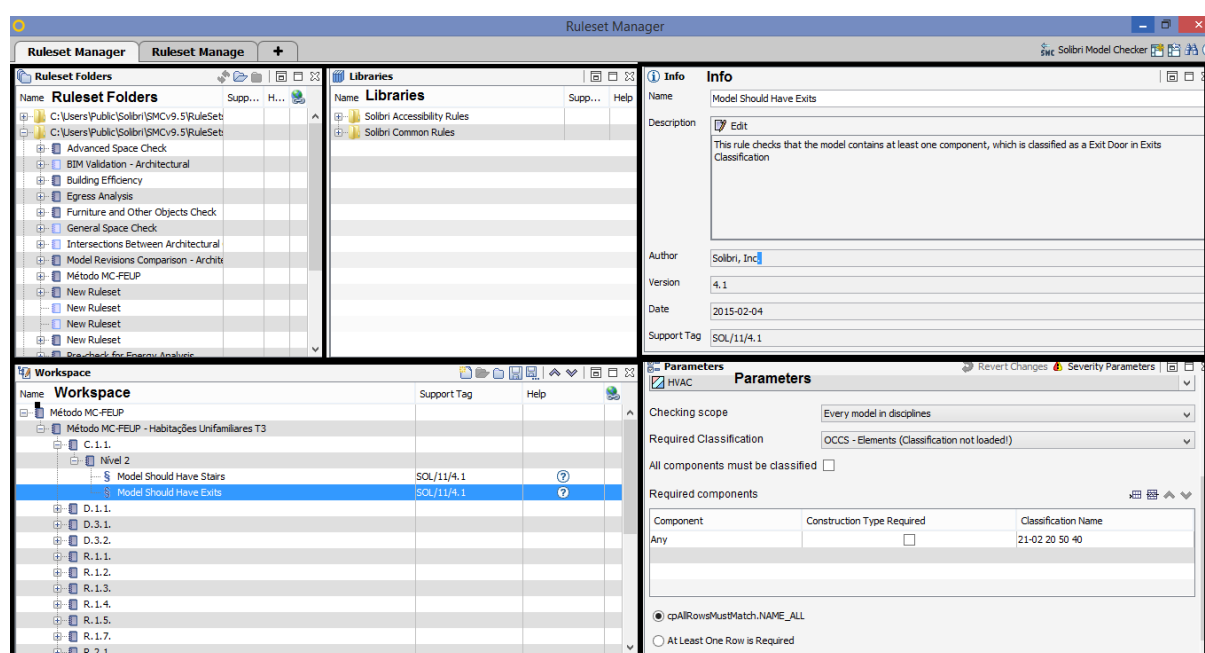 Ruleset Manager
Ruleset Manager Ruleset Manage +
SMC Solibri Model Checker
Ruleset Folders
Name Ruleset Folders Supp... H...
C:\Users\Public\Solibri\SMCv9.5\RuleSets
C:\Users\Public\Solibri\SMCv9.5\RuleSets
Advanced Space Check
BIM Validation - Architectural
Building Efficiency
Egress Analysis
Furniture and Other Objects Check
General Space Check
Intersections Between Architectural
Model Revisions Comparison - Archite
Método MC-FEUP
New Ruleset
New Ruleset
New Ruleset
New Ruleset
Pre-check for Energy Analysis
Libraries
Name Libraries Supp... Help
Solibri Accessibility Rules
Solibri Common Rules
Info Info
Name Model Should Have Exits
Description Edit
This rule checks that the model contains at least one component, which is classified as a Exit Door in Exits
Classification
Author Solibri, Inc.
Version 4.1
Date 2015-02-04
Support Tag SOL/11/4.1
Workspace
Name Workspace Support Tag Help
Método MC-FEUP
Método MC-FEUP - Habitações Unifamiliares T3
C.1.1.
Nível 2
§ Model Should Have Stairs SOL/11/4.1 ?
§ Model Should Have Exits SOL/11/4.1 ?
D.1.1.
D.3.1.
D.3.2.
R.1.1.
R.1.2.
R.1.3.
R.1.4.
R.1.5.
R.1.7.
R.2.1.
Parameters Revert Changes Severity Parameters
HVAC Parameters
Checking scope Every model in disciplines
Required Classification OCCS - Elements (Classification not loaded!)
All components must be classified
Required components
Component Construction Type Required Classification Name
Any 21-02 20 50 40
cpAllRowsMustMatch.NAME_ALL
At Least One Row is Required